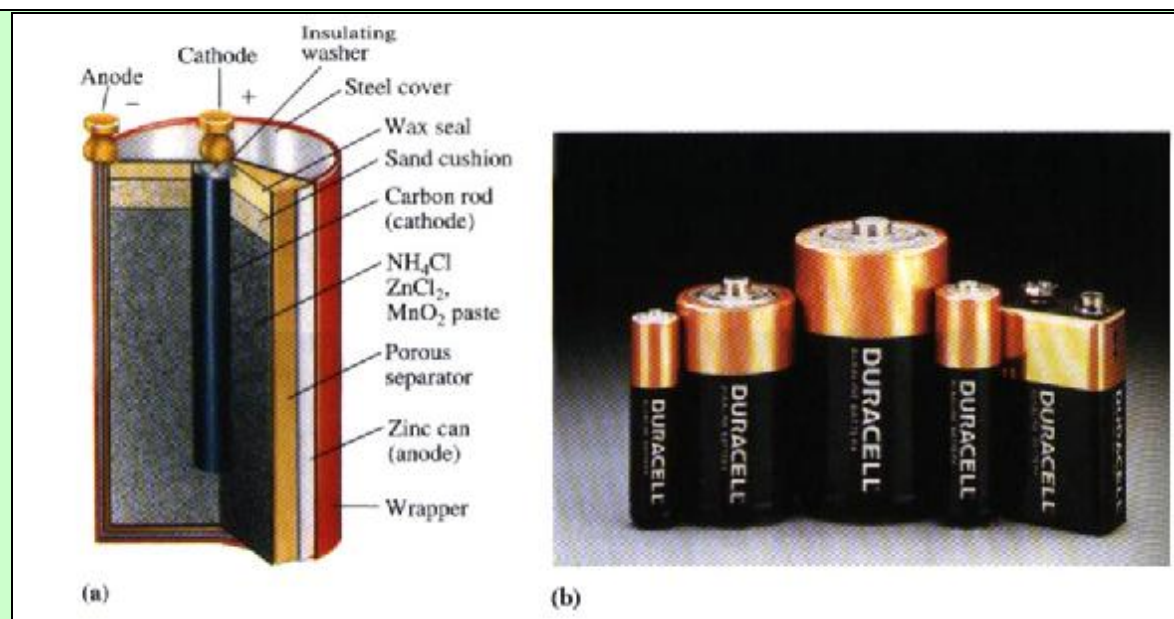 Insulating
washer
Cathode
+
Anode
−
Steel cover
Wax seal
Sand cushion
Carbon rod
(cathode)
NH₄Cl
ZnCl₂,
MnO₂ paste
Porous
separator
Zinc can
(anode)
Wrapper
(a)
DURACELL
DURACELL
DURACELL
DURACELL
DURACELL
DURACELL
(b)